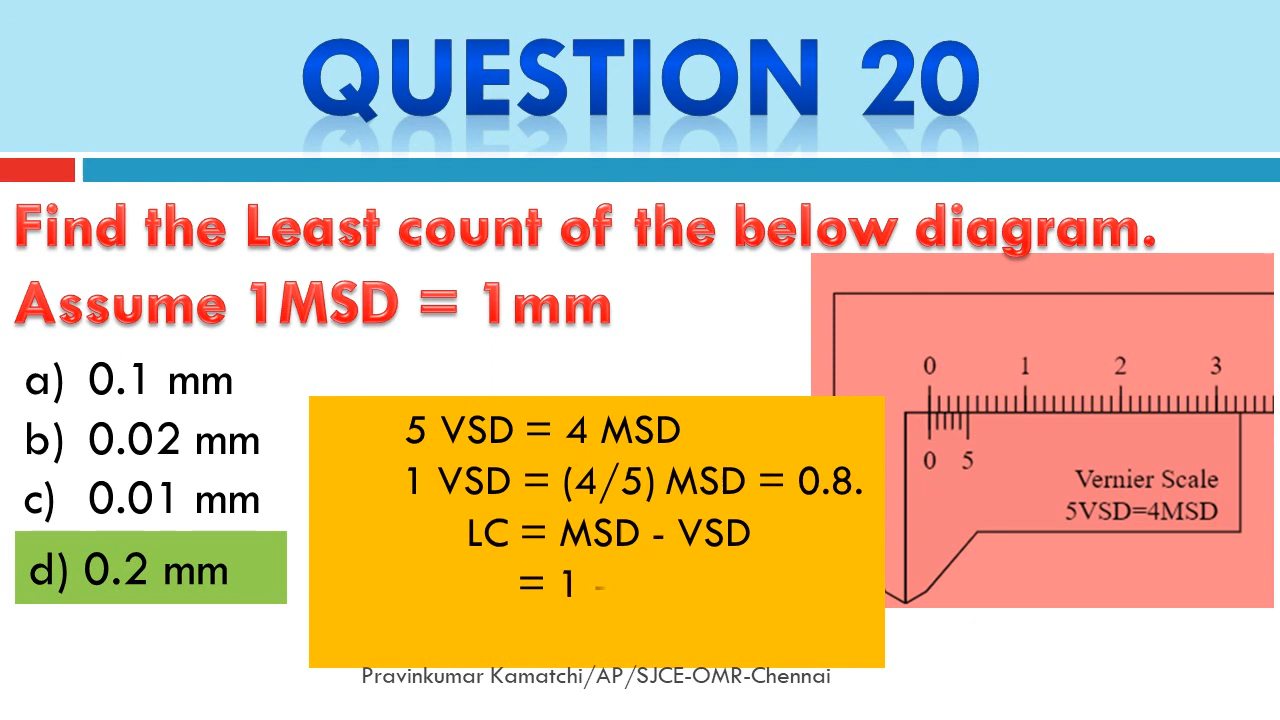 QUESTION 20
Find the Least count of the below diagram.
Assume 1MSD = 1mm
a) 0.1 mm
b) 0.02 mm
c) 0.01 mm
d) 0.2 mm
5 VSD = 4 MSD
1 VSD = (4/5) MSD = 0.8.
LC = MSD - VSD
= 1 -
0 1 2 3
0 5
Vernier Scale
5VSD=4MSD
Pravinkumar Kamatchi/AP/SJCE-OMR-Chennai